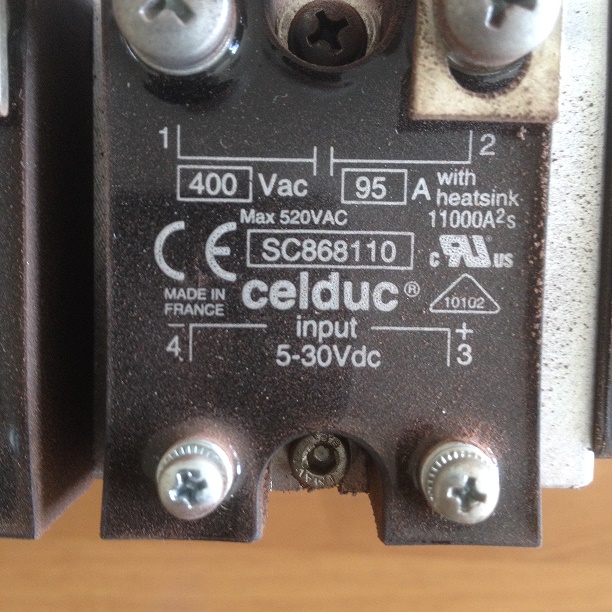 1 2
400 Vac 95 A with heatsink
Max 520VAC 11000A²s
CE SC868110 c RU US
MADE IN FRANCE celduc® 10102
input
4 - 5-30Vdc + 3